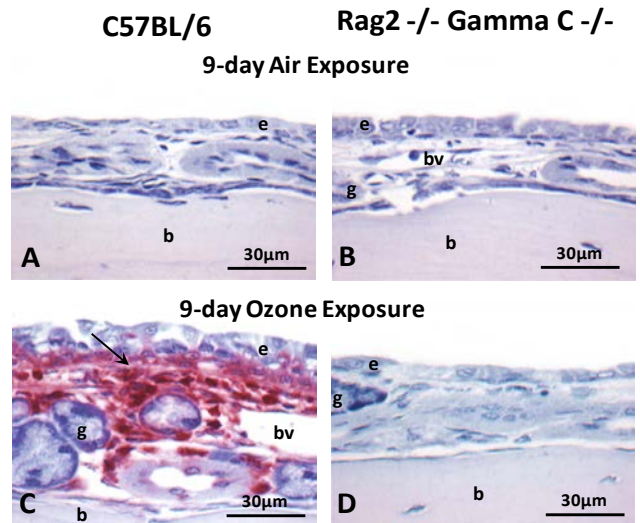 C57BL/6 Rag2 -/- Gamma C -/-
9-day Air Exposure
e
A
b
30µm
e
bv
g
B
b
30µm
9-day Ozone Exposure
e
g
bv
C
b
30µm
e
g
D
b
30µm